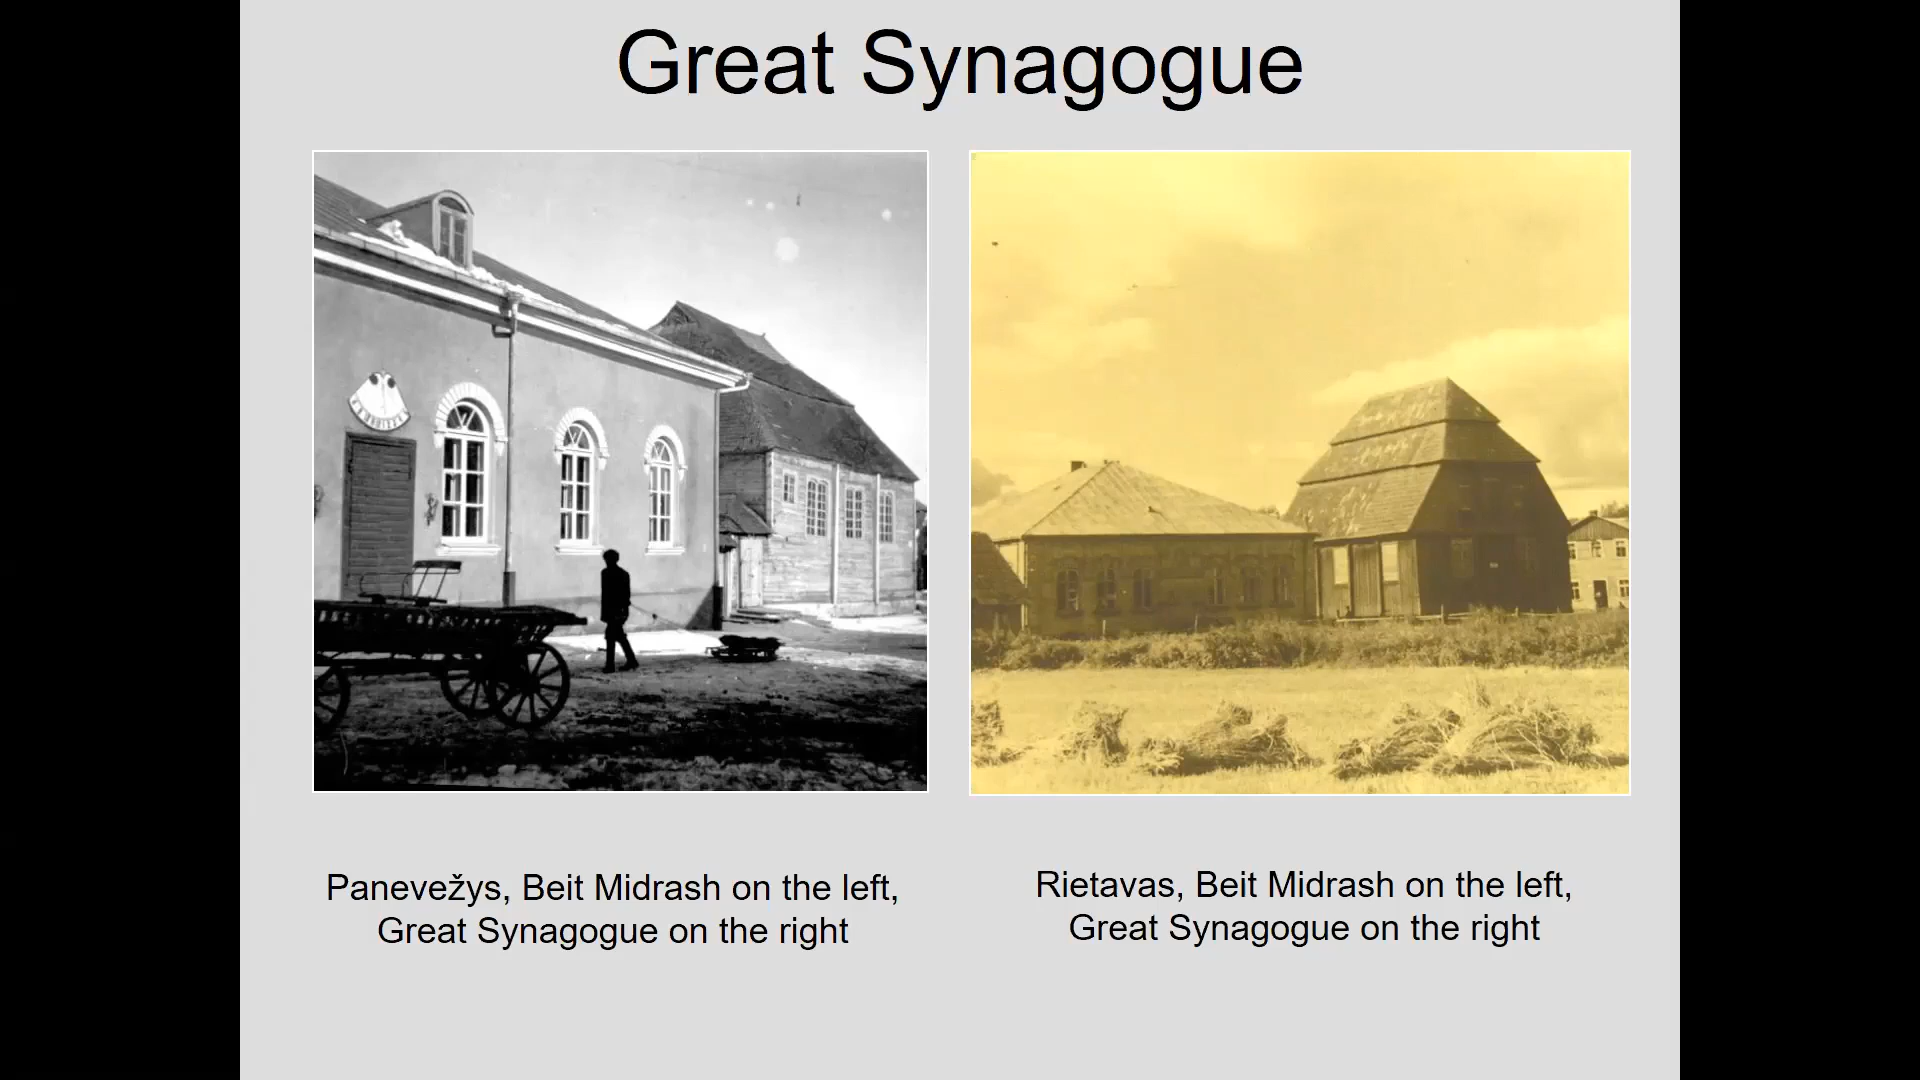 Great Synagogue
Panevežys, Beit Midrash on the left,
Great Synagogue on the right
Rietavas, Beit Midrash on the left,
Great Synagogue on the right